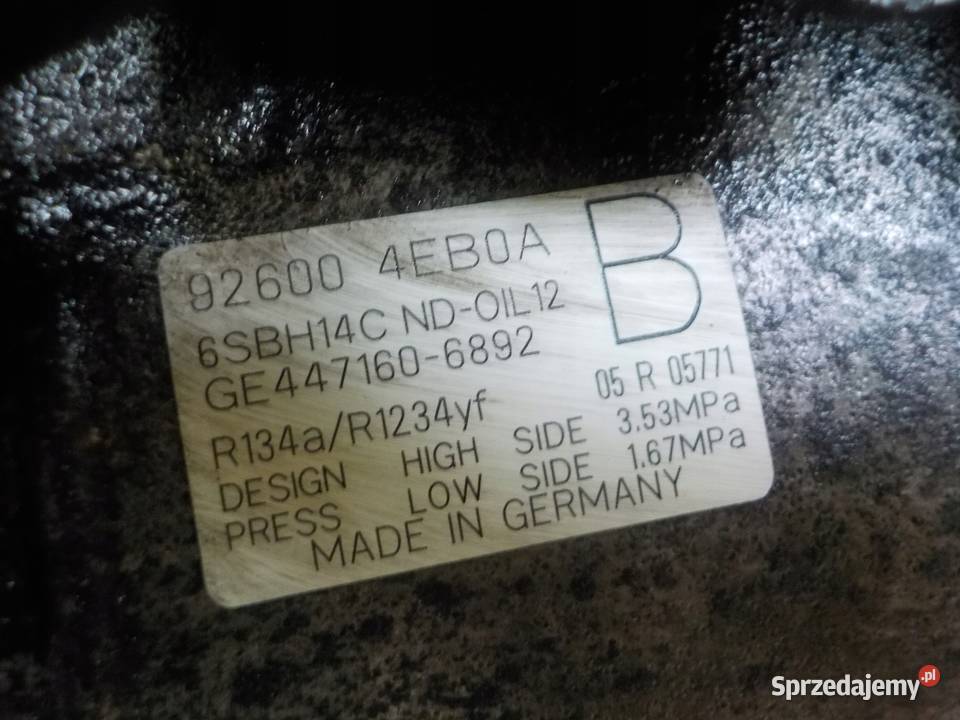 92600 4EB0A B
6SBH14C ND-OIL12
GE447160-6892
05 R 05771
R134a/R1234yf
DESIGN HIGH SIDE 3.53MPa
PRESS LOW SIDE 1.67MPa
MADE IN GERMANY
Sprzedajemy.pl